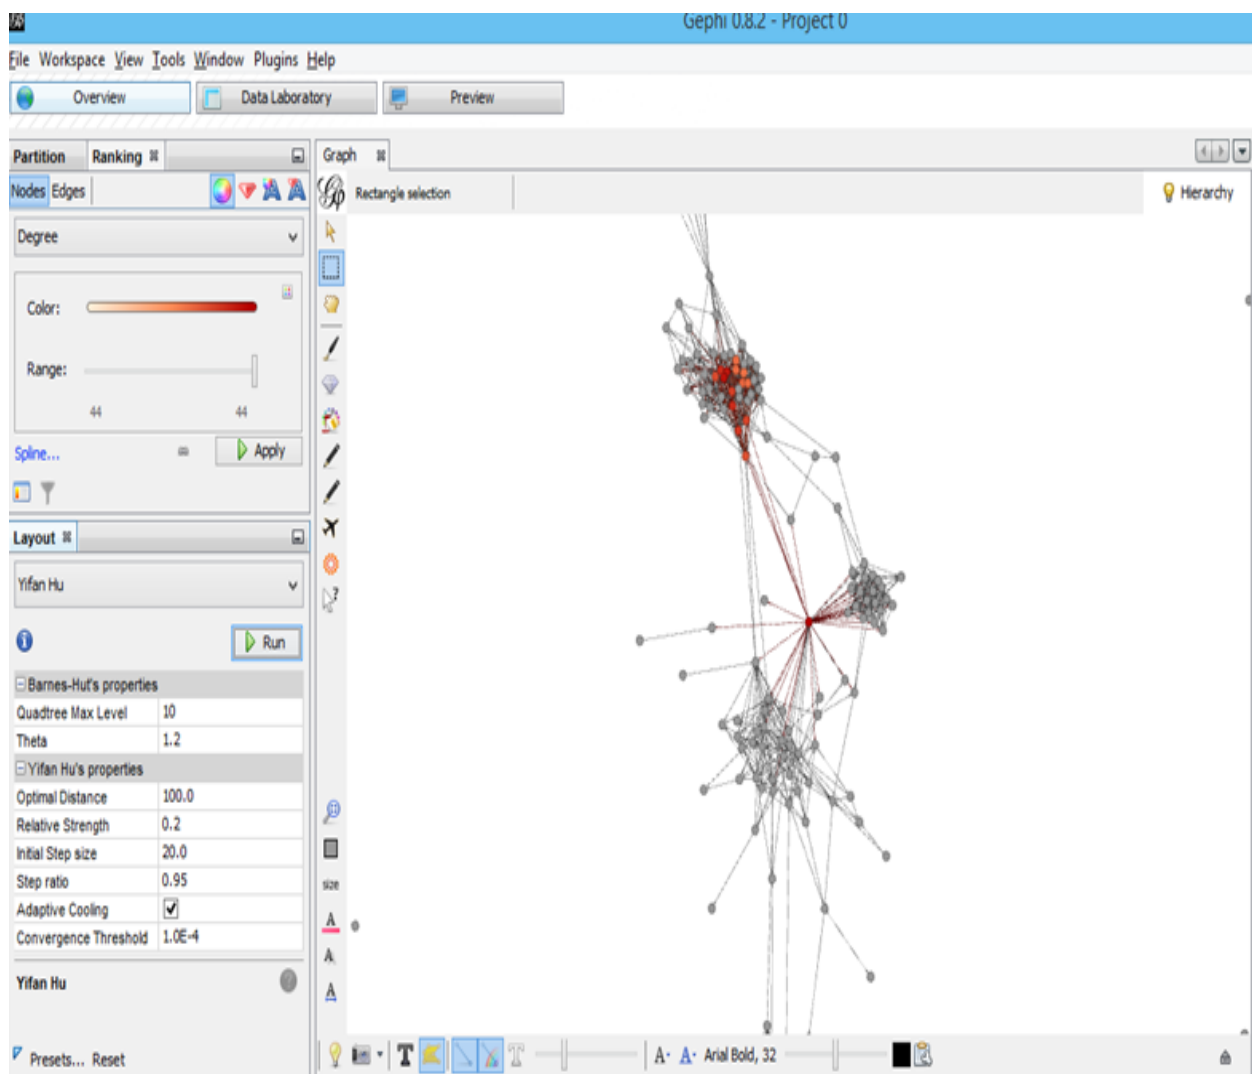 Gephi 0.8.2 - Project 0
File Workspace View Tools Window Plugins Help
Overview Data Laboratory Preview
Partition Ranking
Graph
Nodes Edges
Rectangle selection
Hierarchy
Degree
Color:
Range:
44 44
Spline...
Apply
Layout
Yifan Hu
Run
Barnes-Hut's properties
Quadtree Max Level 10
Theta 1.2
Yifan Hu's properties
Optimal Distance 100.0
Relative Strength 0.2
Initial Step size 20.0
Step ratio 0.95
Adaptive Cooling
Convergence Threshold 1.0E-4
Yifan Hu
Presets... Reset
size
A
A
A
T
T
A- A- Arial Bold, 32